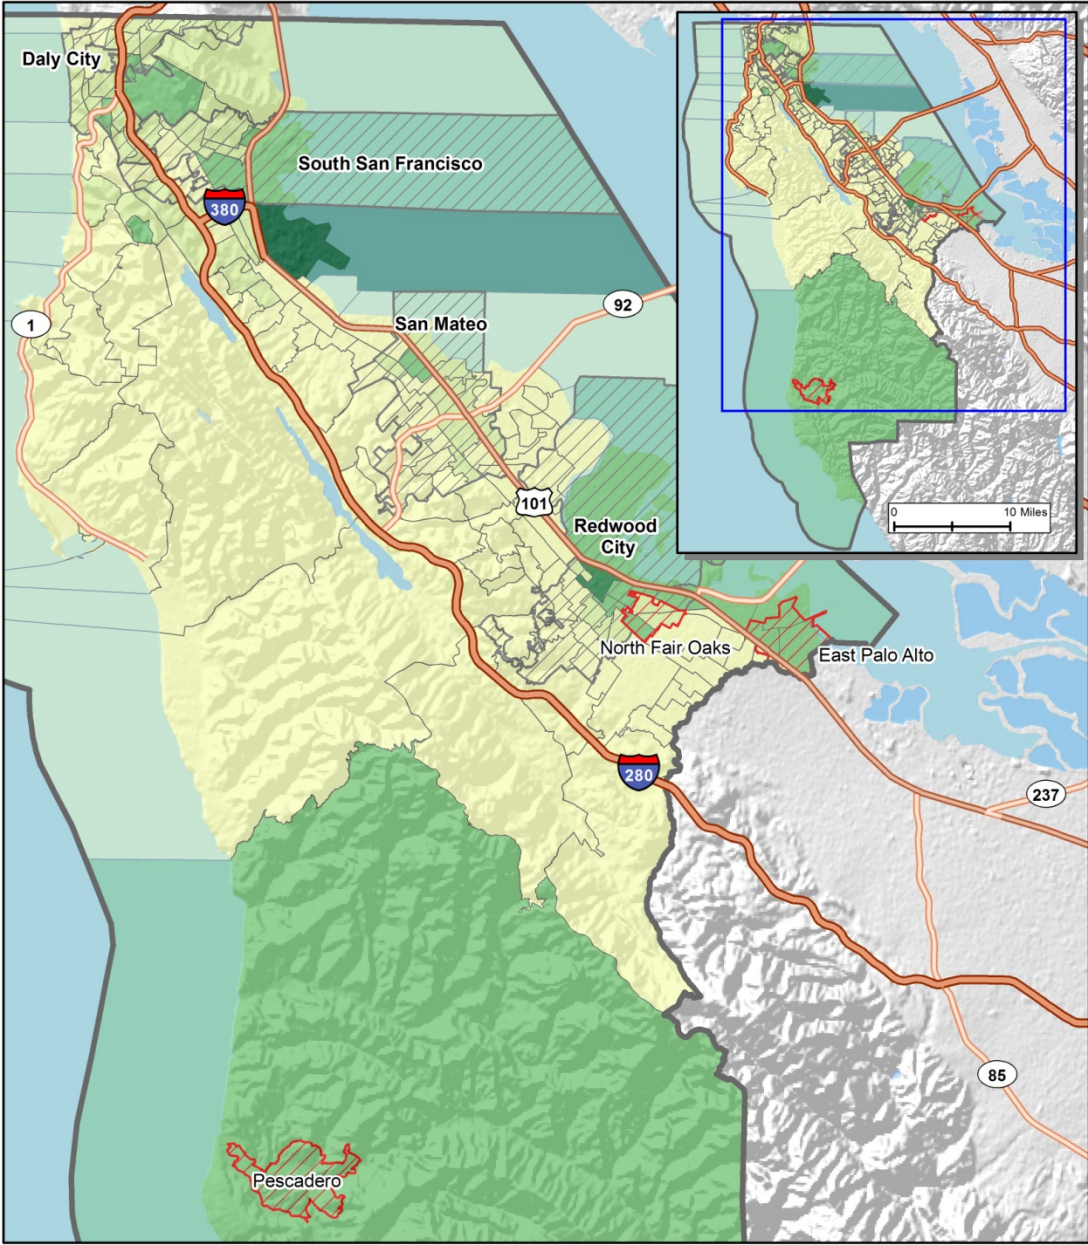 Daly City
South San Francisco
380
92
1
San Mateo
0 10 Miles
101
Redwood
City
North Fair Oaks
East Palo Alto
280
237
85
Pescadero